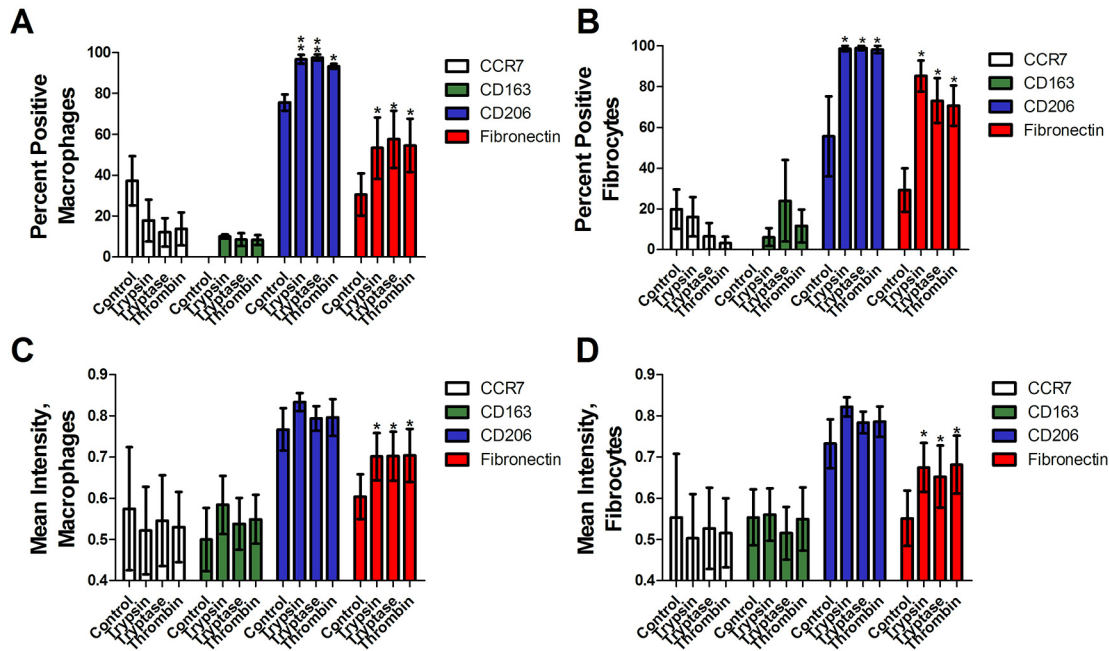 A
Percent Positive
Macrophages
100
80
60
40
20
0
** ** *
* * *
Control Trypsin Tryptase Thrombin Control Trypsin Tryptase Thrombin Control Trypsin Tryptase Thrombin Control Trypsin Tryptase Thrombin
CCR7
CD163
CD206
Fibronectin
B
Percent Positive
Fibrocytes
100
80
60
40
20
0
* * *
* * *
Control Trypsin Tryptase Thrombin Control Trypsin Tryptase Thrombin Control Trypsin Tryptase Thrombin Control Trypsin Tryptase Thrombin
CCR7
CD163
CD206
Fibronectin
C
Mean Intensity,
Macrophages
0.9
0.8
0.7
0.6
0.5
0.4
* * *
Control Trypsin Tryptase Thrombin Control Trypsin Tryptase Thrombin Control Trypsin Tryptase Thrombin Control Trypsin Tryptase Thrombin
CCR7
CD163
CD206
Fibronectin
D
Mean Intensity,
Fibrocytes
0.9
0.8
0.7
0.6
0.5
0.4
* * *
Control Trypsin Tryptase Thrombin Control Trypsin Tryptase Thrombin Control Trypsin Tryptase Thrombin Control Trypsin Tryptase Thrombin
CCR7
CD163
CD206
Fibronectin